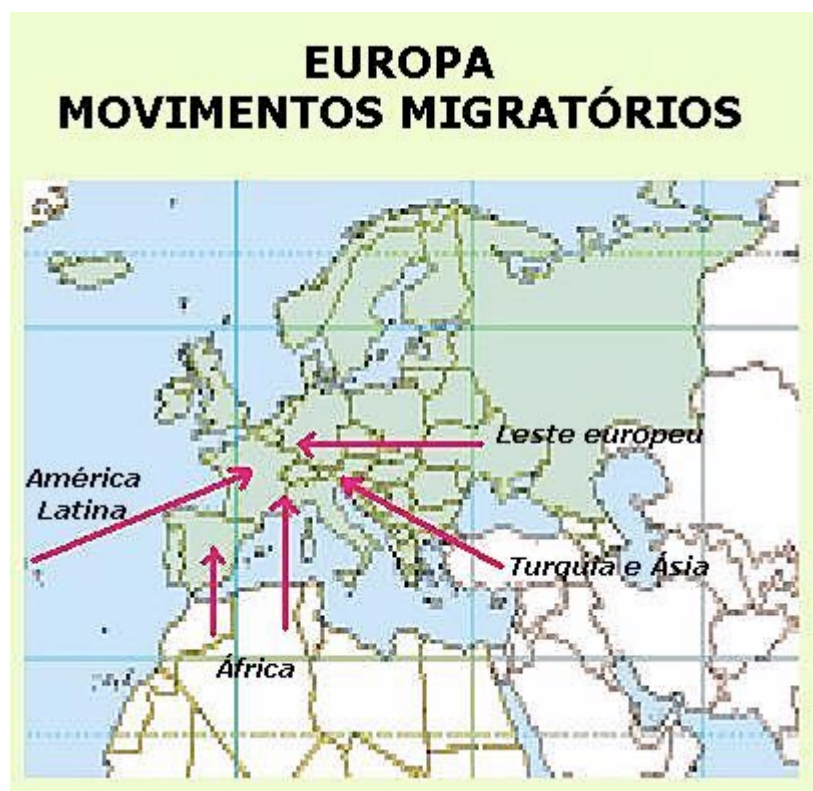 EUROPA
MOVIMENTOS MIGRATÓRIOS
Leste europeu
América
Latina
Turquia e Ásia
África